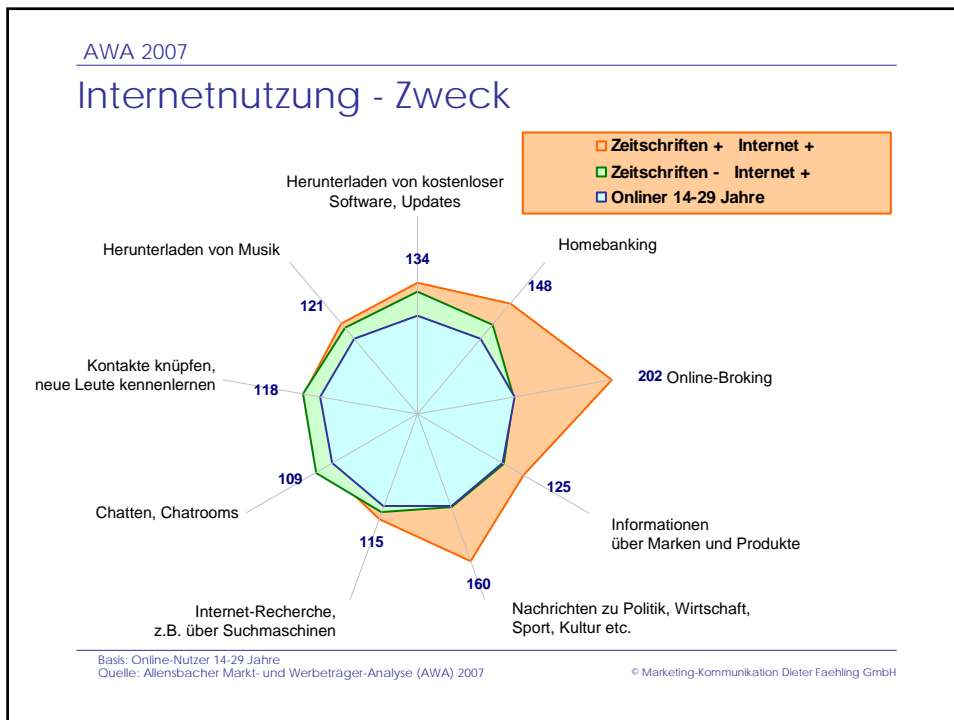 AWA 2007
Internetnutzung - Zweck
Zeitschriften + Internet +
Zeitschriften - Internet +
Onliner 14-29 Jahre
Herunterladen von kostenloser
Software, Updates
134
Homebanking
148
202 Online-Broking
125
Informationen
über Marken und Produkte
160
Nachrichten zu Politik, Wirtschaft,
Sport, Kultur etc.
115
Internet-Recherche,
z.B. über Suchmaschinen
109
Chatten, Chatrooms
118
Kontakte knüpfen,
neue Leute kennenlernen
121
Herunterladen von Musik
Basis: Online-Nutzer 14-29 Jahre
Quelle: Allensbacher Markt- und Werbeträger-Analyse (AWA) 2007
© Marketing-Kommunikation Dieter Faehling GmbH